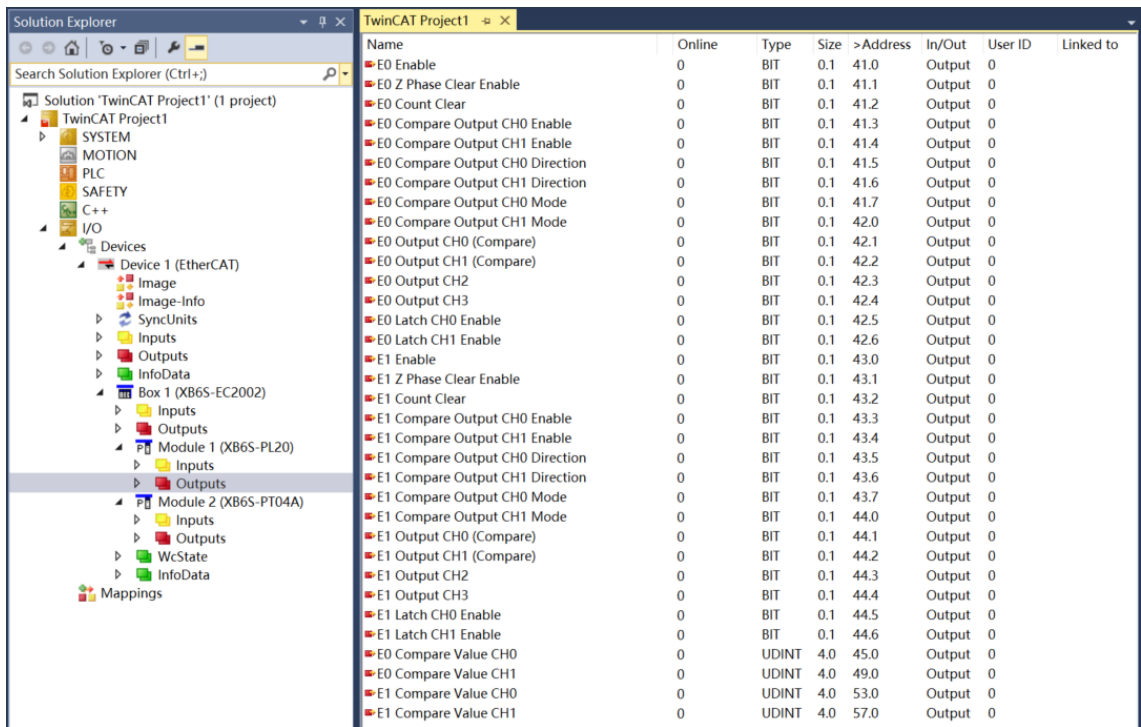 Solution Explorer
Search Solution Explorer (Ctrl+;)
Solution 'TwinCAT Project1' (1 project)
TwinCAT Project1
SYSTEM
MOTION
PLC
SAFETY
C++
I/O
Devices
Device 1 (EtherCAT)
Image
Image-Info
SyncUnits
Inputs
Outputs
InfoData
Box 1 (XB6S-EC2002)
Inputs
Outputs
Module 1 (XB6S-PL20)
Inputs
Outputs
Module 2 (XB6S-PT04A)
Inputs
Outputs
WcState
InfoData
Mappings
TwinCAT Project1
Name Online Type Size >Address In/Out User ID Linked to
E0 Enable 0 BIT 0.1 41.0 Output 0
E0 Z Phase Clear Enable 0 BIT 0.1 41.1 Output 0
E0 Count Clear 0 BIT 0.1 41.2 Output 0
E0 Compare Output CH0 Enable 0 BIT 0.1 41.3 Output 0
E0 Compare Output CH1 Enable 0 BIT 0.1 41.4 Output 0
E0 Compare Output CH0 Direction 0 BIT 0.1 41.5 Output 0
E0 Compare Output CH1 Direction 0 BIT 0.1 41.6 Output 0
E0 Compare Output CH0 Mode 0 BIT 0.1 41.7 Output 0
E0 Compare Output CH1 Mode 0 BIT 0.1 42.0 Output 0
E0 Output CH0 (Compare) 0 BIT 0.1 42.1 Output 0
E0 Output CH1 (Compare) 0 BIT 0.1 42.2 Output 0
E0 Output CH2 0 BIT 0.1 42.3 Output 0
E0 Output CH3 0 BIT 0.1 42.4 Output 0
E0 Latch CH0 Enable 0 BIT 0.1 42.5 Output 0
E0 Latch CH1 Enable 0 BIT 0.1 42.6 Output 0
E1 Enable 0 BIT 0.1 43.0 Output 0
E1 Z Phase Clear Enable 0 BIT 0.1 43.1 Output 0
E1 Count Clear 0 BIT 0.1 43.2 Output 0
E1 Compare Output CH0 Enable 0 BIT 0.1 43.3 Output 0
E1 Compare Output CH1 Enable 0 BIT 0.1 43.4 Output 0
E1 Compare Output CH0 Direction 0 BIT 0.1 43.5 Output 0
E1 Compare Output CH1 Direction 0 BIT 0.1 43.6 Output 0
E1 Compare Output CH0 Mode 0 BIT 0.1 43.7 Output 0
E1 Compare Output CH1 Mode 0 BIT 0.1 44.0 Output 0
E1 Output CH0 (Compare) 0 BIT 0.1 44.1 Output 0
E1 Output CH1 (Compare) 0 BIT 0.1 44.2 Output 0
E1 Output CH2 0 BIT 0.1 44.3 Output 0
E1 Output CH3 0 BIT 0.1 44.4 Output 0
E1 Latch CH0 Enable 0 BIT 0.1 44.5 Output 0
E1 Latch CH1 Enable 0 BIT 0.1 44.6 Output 0
E0 Compare Value CH0 0 UDINT 4.0 45.0 Output 0
E0 Compare Value CH1 0 UDINT 4.0 49.0 Output 0
E1 Compare Value CH0 0 UDINT 4.0 53.0 Output 0
E1 Compare Value CH1 0 UDINT 4.0 57.0 Output 0